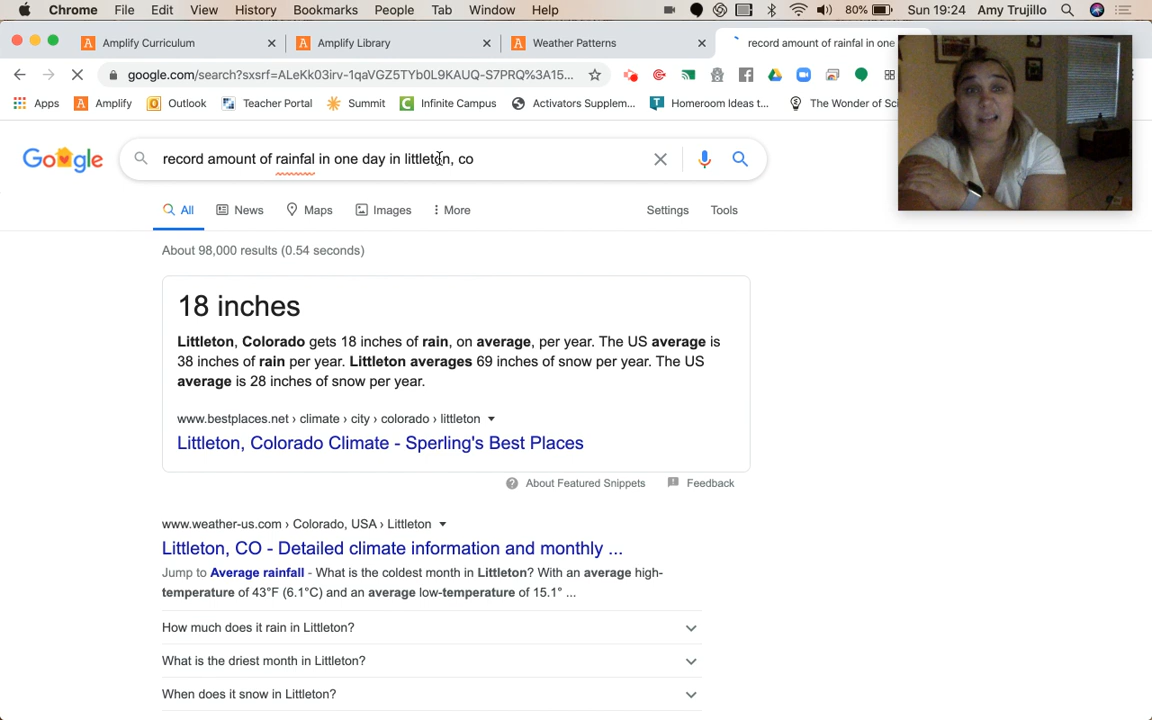 Chrome File Edit View History Bookmarks People Tab Window Help 80% Sun 19:24 Amy Trujillo
Amplify Curriculum Amplify Library Weather Patterns record amount of rainfal in one
google.com/search?sxsrf=ALeKk03irv-1qaVGZ5TYb0L9KAUQ-S7PRQ%3A15...
Apps Amplify Outlook Teacher Portal Summit Infinite Campus Activators Supplem... Homeroom Ideas t... The Wonder of Sc
Google
record amount of rainfal in one day in littleton, co
All News Maps Images More Settings Tools
About 98,000 results (0.54 seconds)
18 inches
Littleton, Colorado gets 18 inches of rain, on average, per year. The US average is
38 inches of rain per year. Littleton averages 69 inches of snow per year. The US
average is 28 inches of snow per year.
www.bestplaces.net › climate › city › colorado › littleton
Littleton, Colorado Climate - Sperling's Best Places
About Featured Snippets Feedback
www.weather-us.com › Colorado, USA › Littleton
Littleton, CO - Detailed climate information and monthly ...
Jump to Average rainfall - What is the coldest month in Littleton? With an average high-
temperature of 43°F (6.1°C) and an average low-temperature of 15.1° ...
How much does it rain in Littleton?
What is the driest month in Littleton?
When does it snow in Littleton?